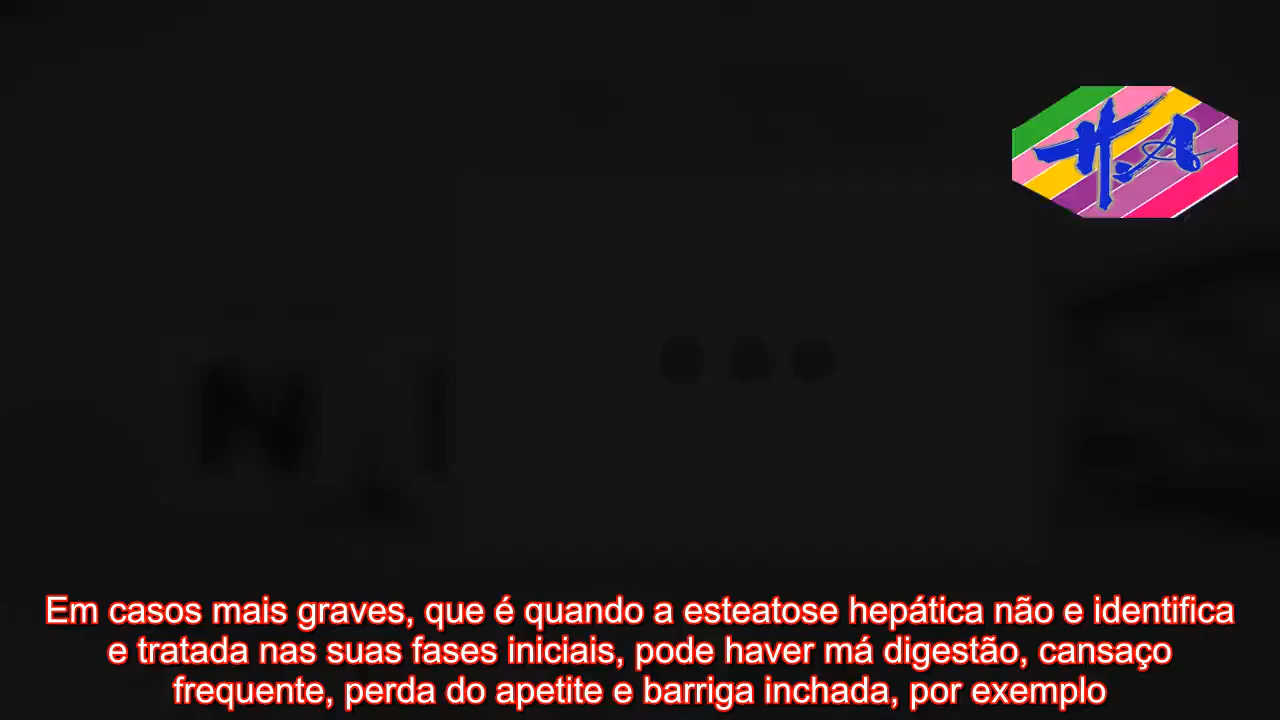 H.A
Em casos mais graves, que é quando a esteatose hepática não e identifica
e tratada nas suas fases iniciais, pode haver má digestão, cansaço
frequente, perda do apetite e barriga inchada, por exemplo